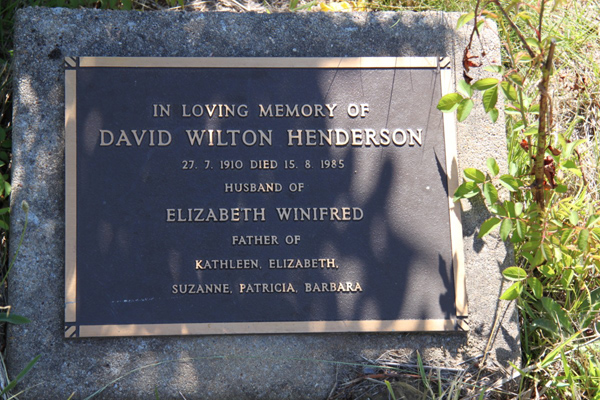 IN LOVING MEMORY OF
DAVID WILTON HENDERSON
27. 7. 1910 DIED 15. 8. 1985
HUSBAND OF
ELIZABETH WINIFRED
FATHER OF
KATHLEEN, ELIZABETH,
SUZANNE, PATRICIA, BARBARA